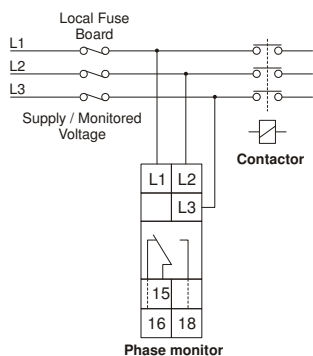 Local Fuse
Board
L1
L2
L3
Supply / Monitored
Voltage
Contactor
L1 L2
L3
15
16 18
Phase monitor